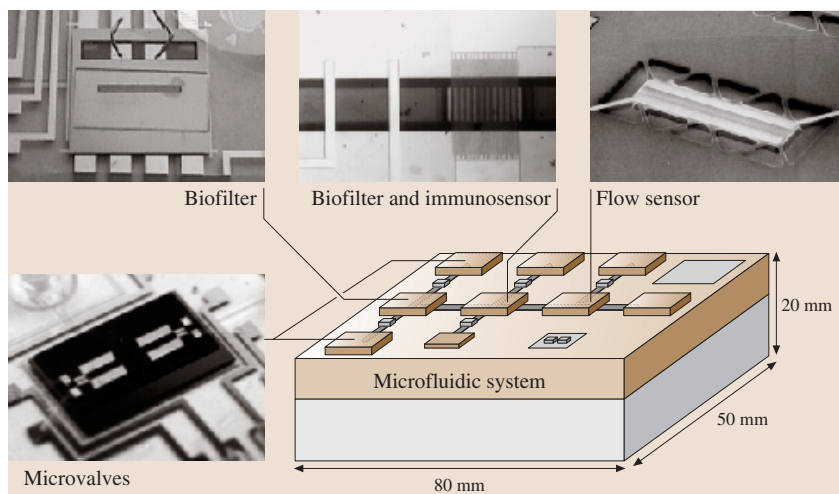 Biofilter
Biofilter and immunosensor
Flow sensor
20 mm
Microfluidic system
50 mm
Microvalves
80 mm